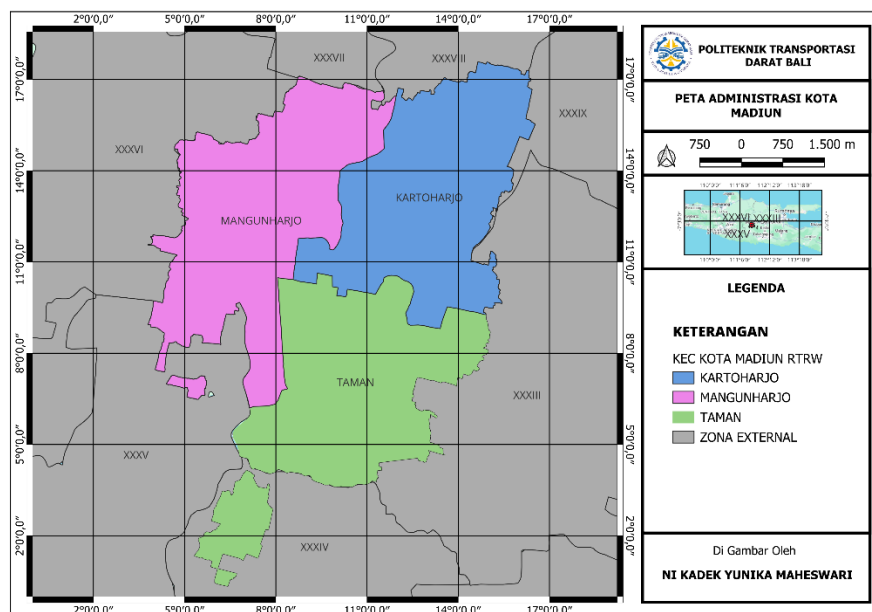 2°0'0,0" 5°0'0,0" 8°0'0,0" 11°0'0,0" 14°0'0,0" 17°0'0,0"
XXXVII
XXXVIII
17°0'0,0" 17°0'0,0"
XXXIX
XXXVI
14°0'0,0" 14°0'0,0"
KARTOHARJO
MANGUNHARJO
11°0'0,0" 11°0'0,0"
8°0'0,0" 8°0'0,0"
TAMAN
XXXIII
5°0'0,0" 5°0'0,0"
XXXV
2°0'0,0" 2°0'0,0"
XXXIV
2°0'0,0" 5°0'0,0" 8°0'0,0" 11°0'0,0" 14°0'0,0" 17°0'0,0"
POLITEKNIK TRANSPORTASI
DARAT BALI
PETA ADMINISTRASI KOTA
MADIUN
750 0 750 1.500 m
XXXVI XXXIII
XXXV
LEGENDA
KETERANGAN
KEC KOTA MADIUN RTRW
KARTOHARJO
MANGUNHARJO
TAMAN
ZONA EXTERNAL
Di Gambar Oleh
NI KADEK YUNIKA MAHESWARI